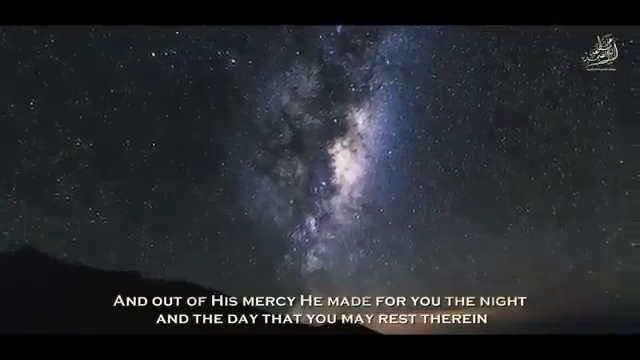 And out of His mercy He made for you the night
and the day that you may rest therein